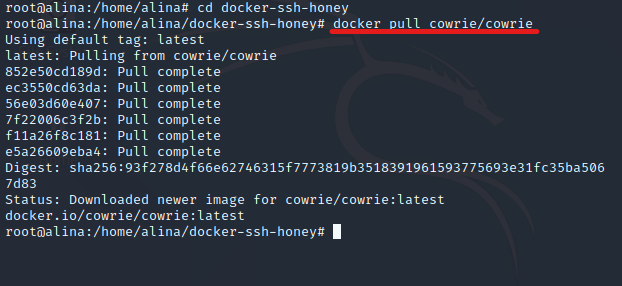 root@alina:/home/alina# cd docker-ssh-honey
root@alina:/home/alina/docker-ssh-honey# docker pull cowrie/cowrie
Using default tag: latest
latest: Pulling from cowrie/cowrie
852e50cd189d: Pull complete
ec3550cd63da: Pull complete
56e03d60e407: Pull complete
7f22006c3f2b: Pull complete
f11a26f8c181: Pull complete
e5a26609eba4: Pull complete
Digest: sha256:93f278d4f66e62746315f7773819b3518391961593775693e31fc35ba506
7d83
Status: Downloaded newer image for cowrie/cowrie:latest
docker.io/cowrie/cowrie:latest
root@alina:/home/alina/docker-ssh-honey#